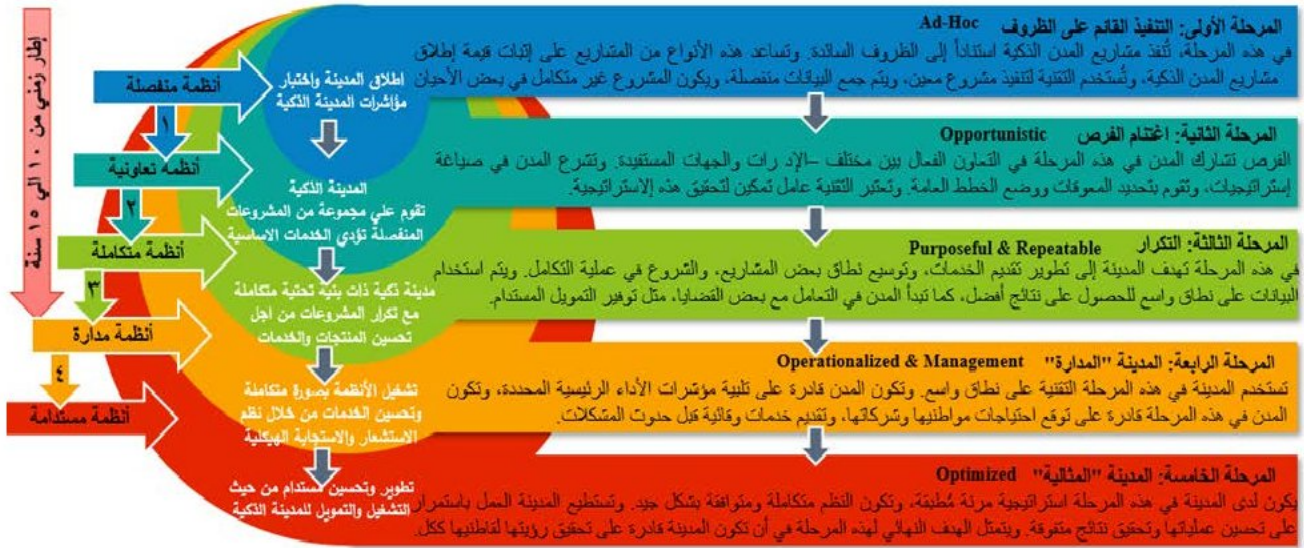 المرحلة الأولى: التنفيذ القائم على الظروف Ad-Hoc
في هذه المرحلة، تُنفذ مشاريع المدن الذكية استناداً إلى الظروف السائدة. وتساعد هذه الأنواع من المشاريع على إثبات قيمة إطلاق
مشاريع المدن الذكية، وتُستخدم التقنية لتنفيذ مشروع معين، ويتم جمع البيانات منفصلة، ويكون المشروع غير متكامل في بعض الأحيان
المرحلة الثانية: اغتنام الفرص Opportunistic
الفرص تشارك المدن في هذه المرحلة في التعاون الفعال بين مختلف –الإد رات والجهات المستفيدة. وتشرع المدن في صياغة
إستراتيجيات، وتقوم بتحديد المعوقات ووضع الخطط العامة. وتعتبر التقنية عامل تمكين لتحقيق هذه الإستراتيجية.
المرحلة الثالثة: التكرار Purposeful & Repeatable
في هذه المرحلة تهدف المدينة إلى تطوير تقديم الخدمات، وتوسيع نطاق بعض المشاريع، والشروع في عملية التكامل. ويتم استخدام
البيانات على نطاق واسع للحصول على نتائج أفضل، كما تبدأ المدن في التعامل مع بعض القضايا، مثل توفير التمويل المستدام.
المرحلة الرابعة: المدينة "المدارة" Operationalized & Management
تستخدم المدينة في هذه المرحلة التقنية على نطاق واسع. وتكون المدن قادرة على تلبية مؤشرات الأداء الرئيسية المحددة، وتكون
المدن في هذه المرحلة قادرة على توقع احتياجات مواطنيها وشركاتها، وتقديم خدمات وقائية قبل حدوث المشكلات.
المرحلة الخامسة: المدينة "المثالية" Optimized
يكون لدى المدينة في هذه المرحلة استراتيجية مرنة مُطبقة، وتكون النظم متكاملة ومتوافقة بشكل جيد. وتستطيع المدينة العمل باستمرار
على تحسين عملياتها وتحقيق نتائج متفوقة. ويتمثل الهدف النهائي لهذه المرحلة في أن تكون المدينة قادرة على تحقيق رؤيتها لقاطنيها ككل.
اطلاق المدينة واختبار
مؤشرات المدينة الذكية
المدينة الذكية
تقوم علي مجموعة من المشروعات
المنفصلة تؤدي الخدمات الاساسية
مدينة ذكية ذات بنية تحتية متكاملة
مع تكرار المشروعات من اجل
تحسين المنتجات والخدمات
تشغيل الأنظمة بصورة متكاملة
وتحسين الخدمات من خلال نظم
الاستشعار والاستجابة الهيكلية
تطوير وتحسين مستدام من حيث
التشغيل والتمويل للمدينة الذكية
أنظمة منفصلة
١
أنظمة تعاونية
٢
أنظمة متكاملة
٣
أنظمة مدارة
٤
أنظمة مستدامة
إطار زمني من ١٠ الي ١٥ سنة